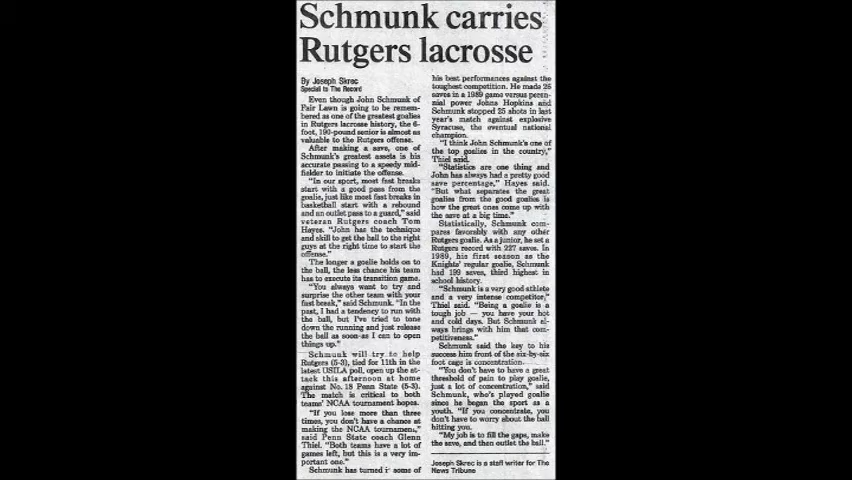 Schmunk carries
Rutgers lacrosse
By Joseph Skrec
Special to The Record
Even though John Schmunk of
Fair Lawn is going to be remem-
bered as one of the greatest goalies
in Rutgers lacrosse history, the 6-
foot, 190-pound senior is almost as
valuable to the Rutgers offense.
After making a save, one of
Schmunk's greatest assets is his
accurate passing to a speedy mid-
fielder to initiate the offense.
"In our sport, most fast breaks
start with a good pass from the
goalie, just like most fast breaks in
basketball start with a rebound
and an outlet pass to a guard," said
veteran Rutgers coach Tom
Hayes. "John has the technique
and skill to get the ball to the right
guys at the right time to start the
offense."
The longer a goalie holds on to
the ball, the less chance his team
has to execute its transition game.
"You always want to try and
surprise the other team with your
fast break," said Schmunk. "In the
past, I had a tendency to run with
the ball, but I've tried to tone
down the running and just release
the ball as soon as I can to open
things up."
Schmunk will try to help
Rutgers (5-3), tied for 11th in the
latest USILA poll, open up the at-
tack this afternoon at home
against No. 18 Penn State (5-3).
The match is critical to both
teams' NCAA tournament hopes.
"If you lose more than three
times, you don't have a chance at
making the NCAA tournament,"
said Penn State coach Glenn
Thiel. "Both teams have a lot of
games left, but this is a very im-
portant one."
Schmunk has turned i some of
his best performances against the
toughest competition. He made 25
saves in a 1989 game versus peren-
nial power Johns Hopkins and
Schmunk stopped 25 shots in last
year's match against explosive
Syracuse, the eventual national
champion.
"I think John Schmunk's one of
the top goalies in the country,"
Thiel said.
"Statistics are one thing and
John has always had a pretty good
save percentage," Hayes said.
"But what separates the great
goalies from the good goalies is
how the great ones come up with
the save at a big time."
Statistically, Schmunk com-
pares favorably with any other
Rutgers goalie. As a junior, he set a
Rutgers record with 227 saves. In
1989, his first season as the
Knights' regular goalie, Schmunk
had 199 saves, third highest in
school history.
"Schmunk is a very good athlete
and a very intense competitor,"
Thiel said. "Being a goalie is a
tough job — you have your hot
and cold days. But Schmunk al-
ways brings with him that com-
petitiveness."
Schmunk said the key to his
success him front of the six-by-six
foot cage is concentration.
"You don't have to have a great
threshold of pain to play goalie,
just a lot of concentration," said
Schmunk, who's played goalie
since he began the sport as a
youth. "If you concentrate, you
don't have to worry about the ball
hitting you.
"My job is to fill the gaps, make
the save, and then outlet the ball."
Joseph Skrec is a staff writer for The
News Tribune